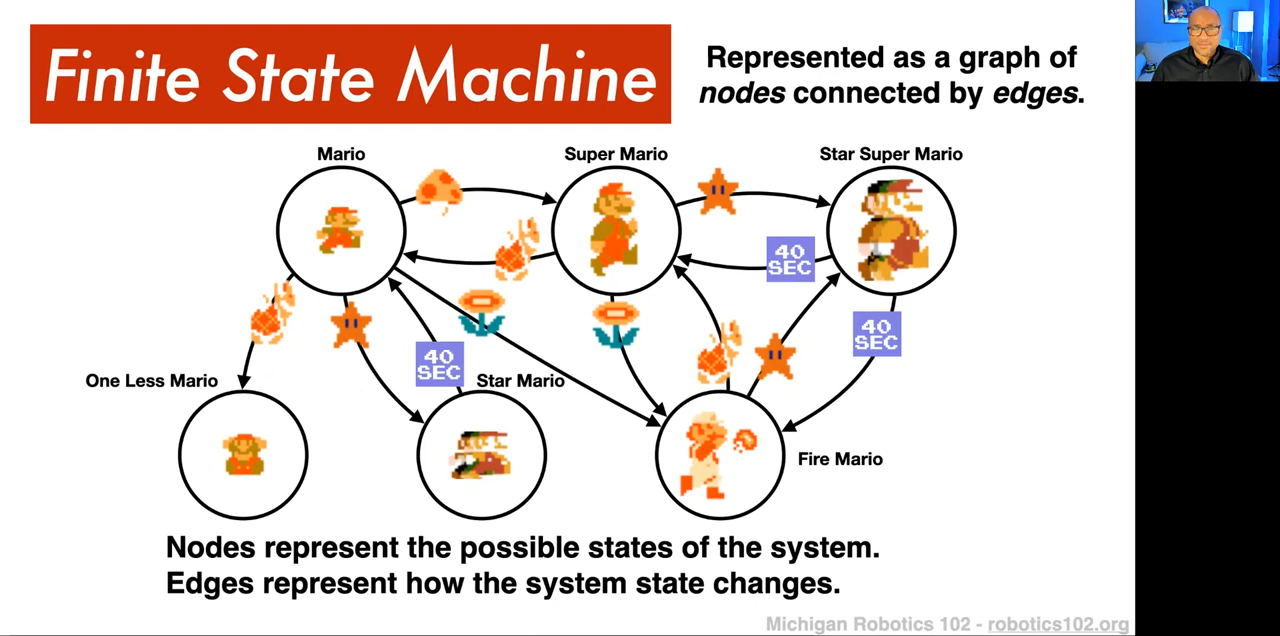 Finite State Machine
Represented as a graph of
nodes connected by edges.
Mario
Super Mario
Star Super Mario
40
SEC
40
SEC
40
SEC
One Less Mario
Star Mario
Fire Mario
Nodes represent the possible states of the system.
Edges represent how the system state changes.
Michigan Robotics 102 - robotics102.org